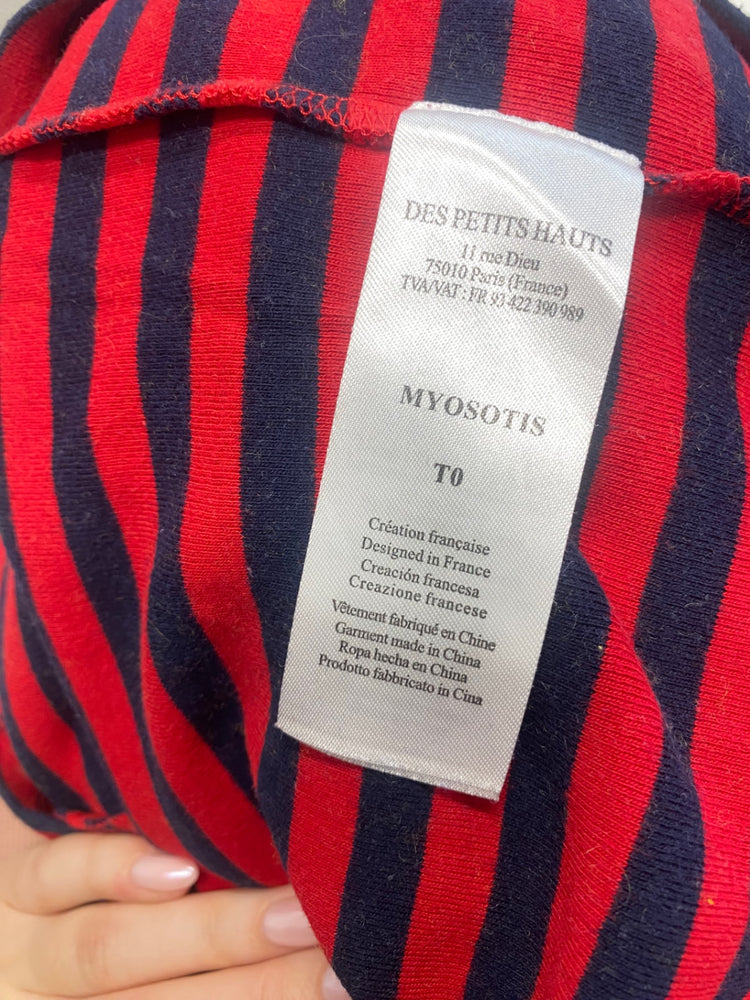 DES PETITS HAUTS
11 rue Dieu
75010 Paris (France)
TVA/VAT : FR 93 422 390 989
MYOSOTIS
T0
Création française
Designed in France
Creación francesa
Creazione francese
Vêtement fabriqué en Chine
Garment made in China
Ropa hecha en China
Prodotto fabbricato in Cina